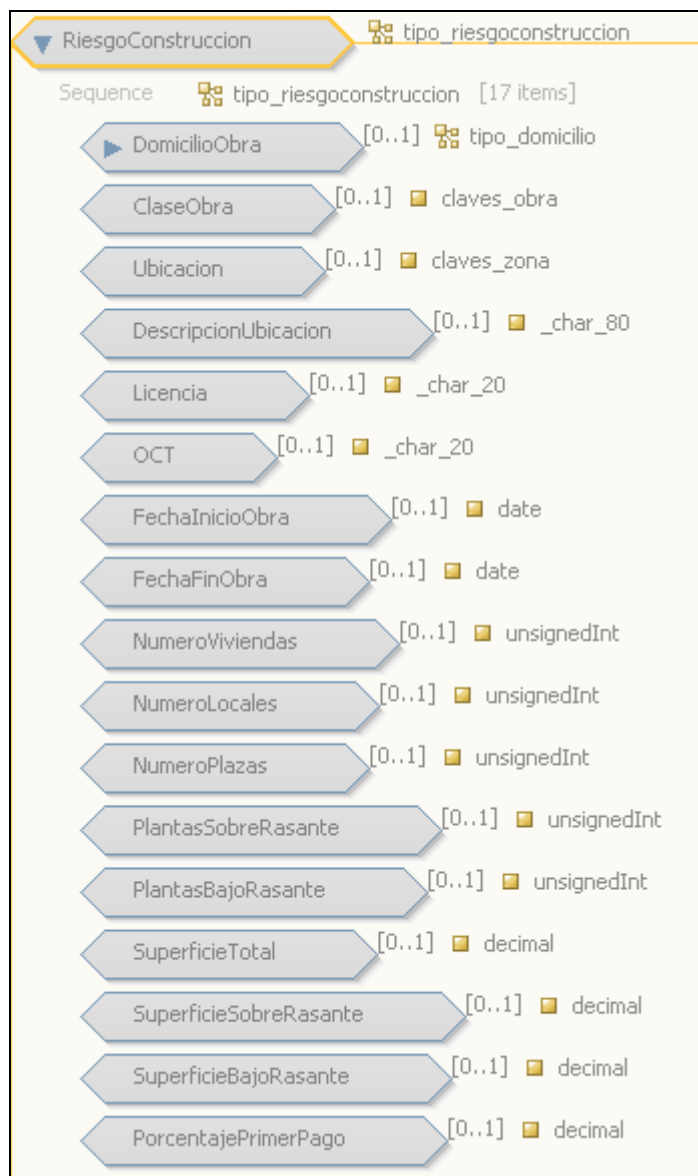 RiesgoConstruccion tipo_riesgoconstruccion
Sequence tipo_riesgoconstruccion [17 items]
DomicilioObra [0..1] tipo_domicilio
ClaseObra [0..1] claves_obra
Ubicacion [0..1] claves_zona
DescripcionUbicacion [0..1] _char_80
Licencia [0..1] _char_20
OCT [0..1] _char_20
FechaInicioObra [0..1] date
FechaFinObra [0..1] date
NumeroViviendas [0..1] unsignedInt
NumeroLocales [0..1] unsignedInt
NumeroPlazas [0..1] unsignedInt
PlantasSobreRasante [0..1] unsignedInt
PlantasBajoRasante [0..1] unsignedInt
SuperficieTotal [0..1] decimal
SuperficieSobreRasante [0..1] decimal
SuperficieBajoRasante [0..1] decimal
PorcentajePrimerPago [0..1] decimal